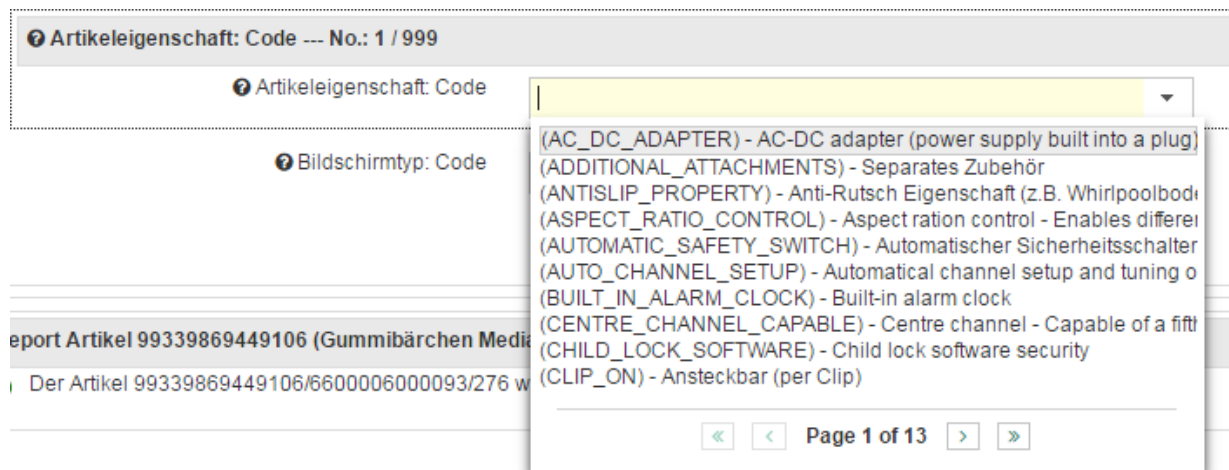 Artikeleigenschaft: Code --- No.: 1 / 999
Artikeleigenschaft: Code
(AC_DC_ADAPTER) - AC-DC adapter (power supply built into a plug)
Bildschirmtyp: Code
(ADDITIONAL_ATTACHMENTS) - Separates Zubehör
(ANTISLIP_PROPERTY) - Anti-Rutsch Eigenschaft (z.B. Whirlpoolbode
(ASPECT_RATIO_CONTROL) - Aspect ration control - Enables differe
(AUTOMATIC_SAFETY_SWITCH) - Automatischer Sicherheitsschalter
(AUTO_CHANNEL_SETUP) - Automatical channel setup and tuning o
(BUILT_IN_ALARM_CLOCK) - Built-in alarm clock
(CENTRE_CHANNEL_CAPABLE) - Centre channel - Capable of a fift
(CHILD_LOCK_SOFTWARE) - Child lock software security
(CLIP_ON) - Ansteckbar (per Clip)
eport Artikel 99339869449106 (Gummibärchen Media
Der Artikel 99339869449106/6600006000093/276 w
« < Page 1 of 13 > »